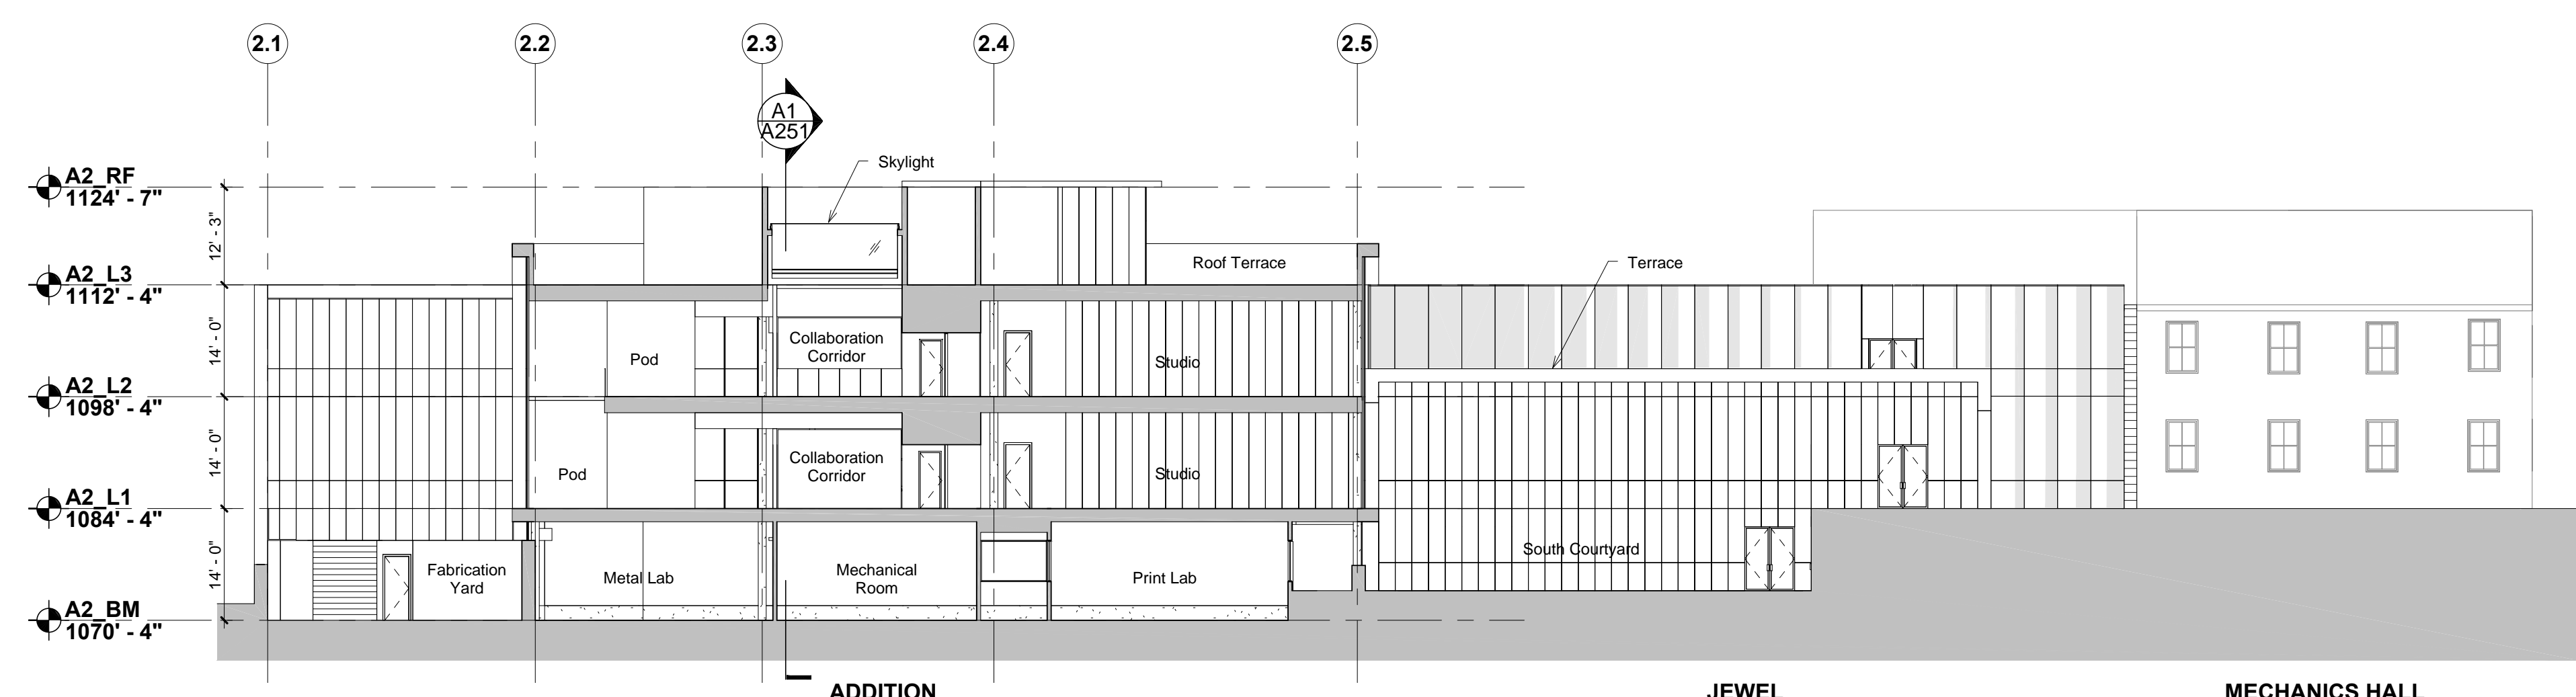 2.1
2.2
2.3
2.4
2.5
A1
A251
Skylight
A2_RF
1124' - 7"
12' - 3"
Roof Terrace
Terrace
A2_L3
1112' - 4"
14' - 0"
Collaboration
Corridor
Pod
Studio
A2_L2
1098' - 4"
14' - 0"
Collaboration
Corridor
Pod
Studio
A2_L1
1084' - 4"
14' - 0"
South Courtyard
Fabrication
Yard
Metal Lab
Mechanical
Room
Print Lab
A2_BM
1070' - 4"
ADDITION
JEWEL
MECHANICS HALL